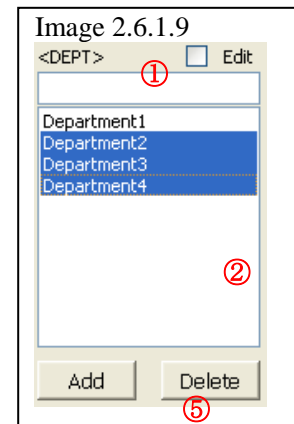 Image 2.6.1.9
<DEPT> Edit
①
Department1
Department2
Department3
Department4
②
Add Delete
⑤